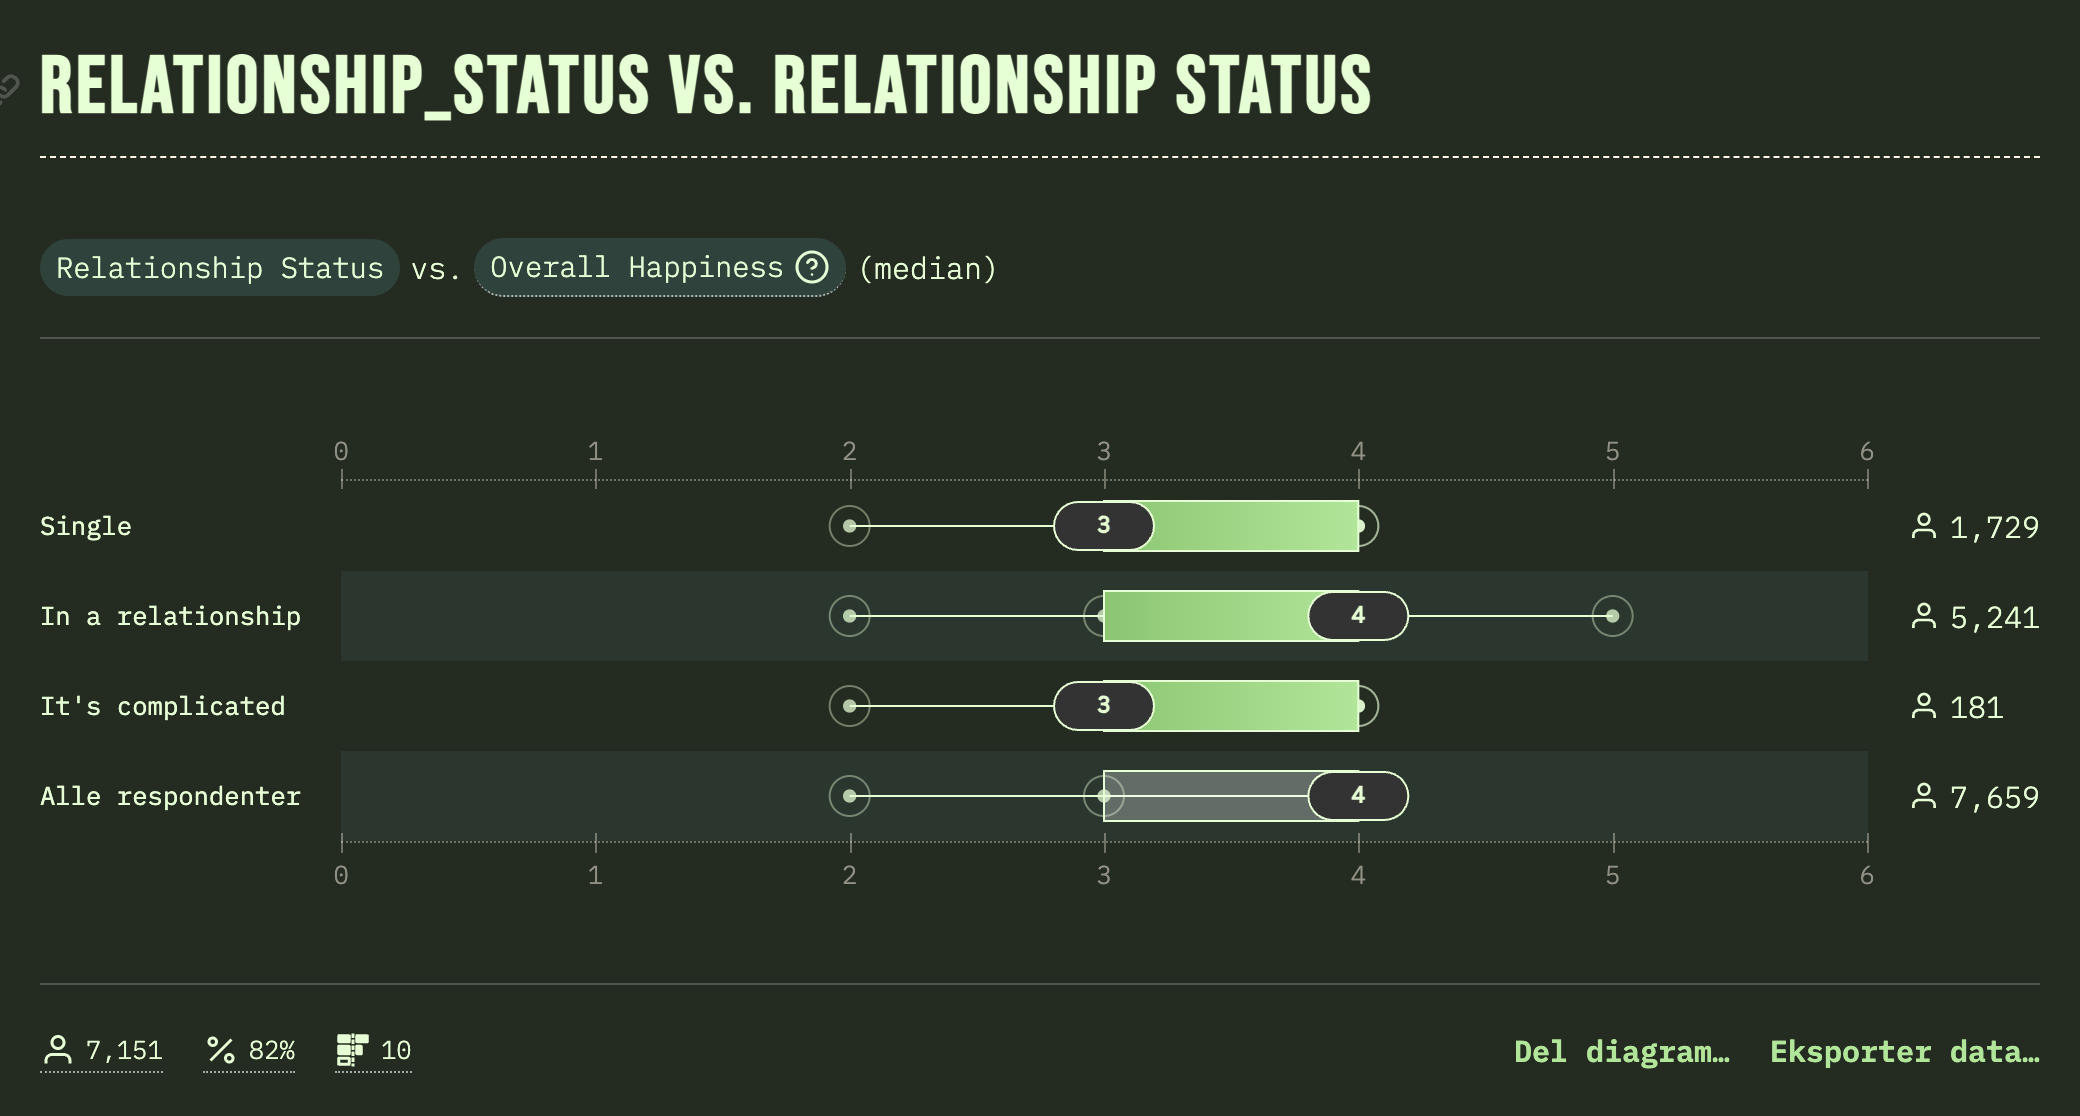 RELATIONSHIP_STATUS VS. RELATIONSHIP STATUS
Relationship Status vs. Overall Happiness ? (median)
0 1 2 3 4 5 6
Single 3 1,729
In a relationship 4 5,241
It's complicated 3 181
Alle respondenter 4 7,659
0 1 2 3 4 5 6
7,151 % 82% 10 Del diagram… Eksporter data…